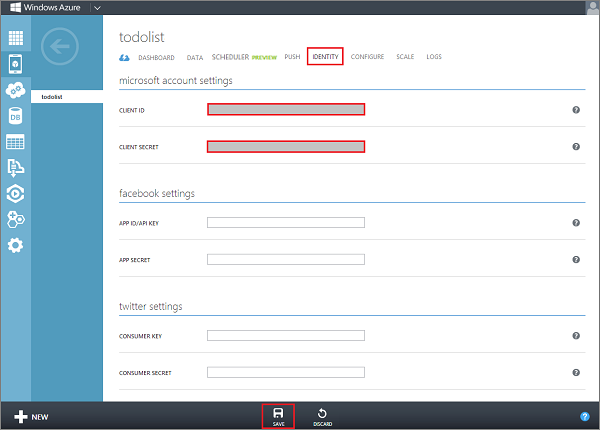 Windows Azure
todolist
DASHBOARD DATA SCHEDULER PREVIEW PUSH IDENTITY CONFIGURE SCALE LOGS
microsoft account settings
todolist
CLIENT ID ?
DB
CLIENT SECRET ?
facebook settings
APP ID/API KEY ?
APP SECRET ?
twitter settings
CONSUMER KEY ?
CONSUMER SECRET ?
NEW SAVE DISCARD ?